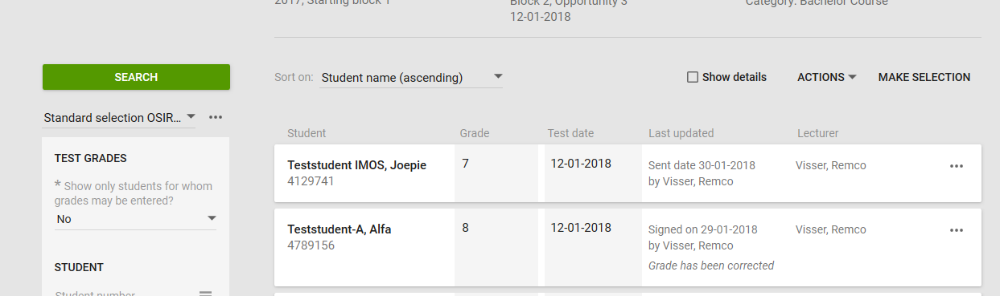 2017, Starting block 1
Block 2, Opportunity 3
Category: Bachelor Course
12-01-2018
SEARCH
Sort on: Student name (ascending)
Show details
ACTIONS
MAKE SELECTION
Standard selection OSIR...
TEST GRADES
* Show only students for whom
grades may be entered?
No
STUDENT
Student number
Student Grade Test date Last updated Lecturer
Teststudent IMOS, Joepie 7 12-01-2018 Sent date 30-01-2018 Visser, Remco
4129741 by Visser, Remco
Teststudent-A, Alfa 8 12-01-2018 Signed on 29-01-2018 Visser, Remco
4789156 by Visser, Remco
Grade has been corrected